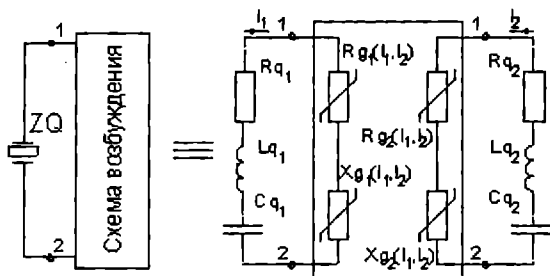 1
ZQ
Схема возбуждения
2
I₁
1
Rq₁
Lq₁
Cq₁
2
Rg₁(I₁,I₂)
Xg₁(I₁,I₂)
Rg₂(I₁,I₂)
Xg₂(I₁,I₂)
1
I₂
Rq₂
Lq₂
Cq₂
2